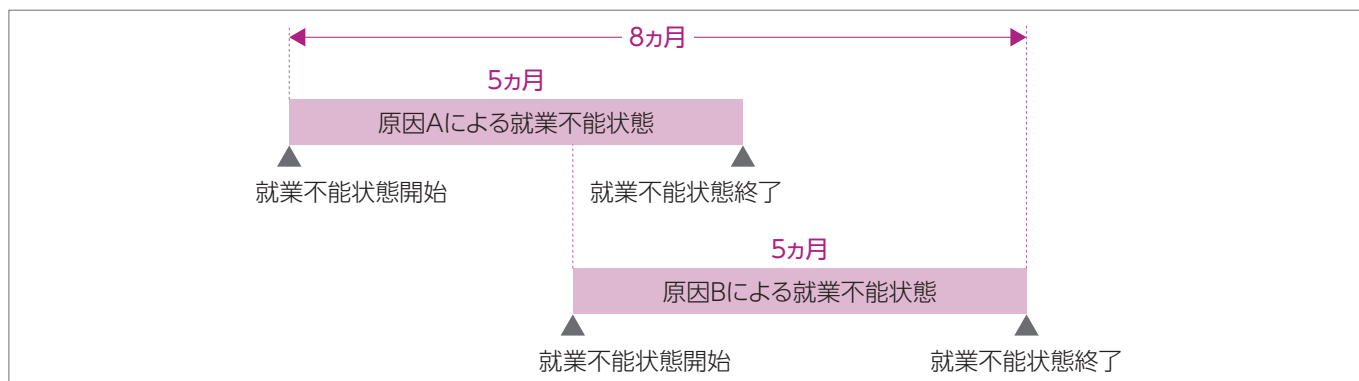 8ヵ月
5ヵ月
原因Aによる就業不能状態
就業不能状態開始 就業不能状態終了
5ヵ月
原因Bによる就業不能状態
就業不能状態開始 就業不能状態終了